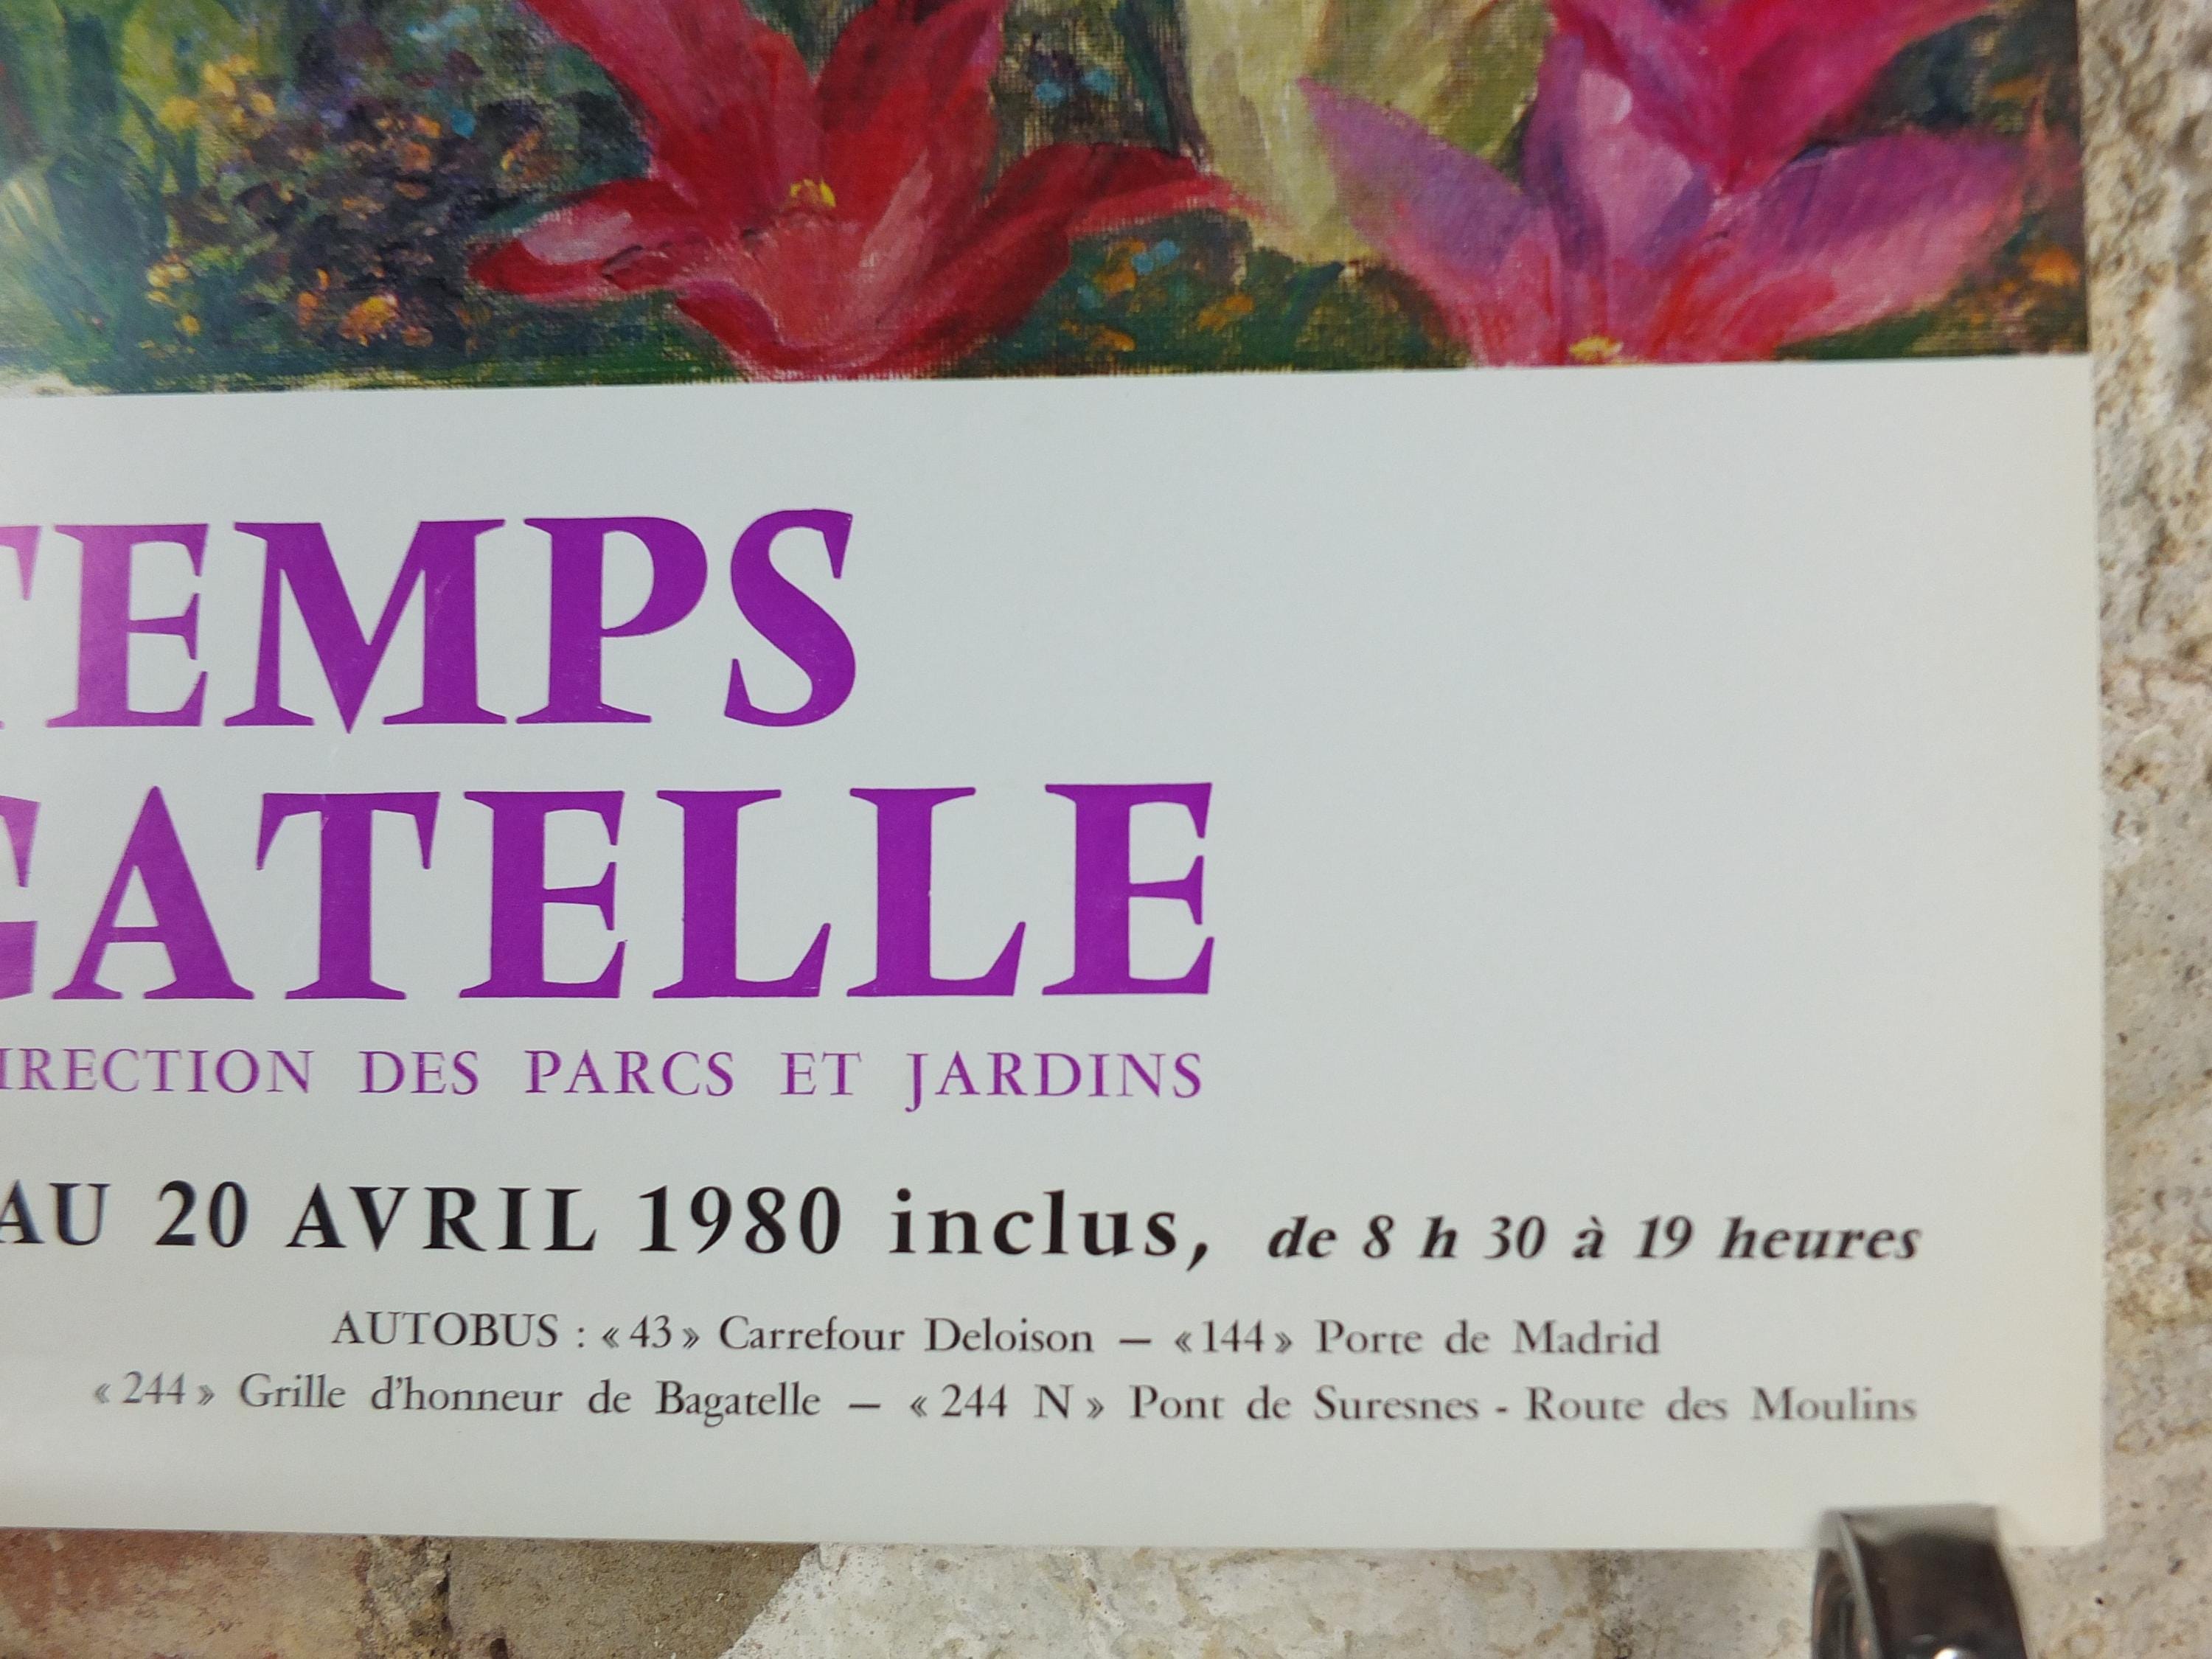 TEMPS
GATELLE
IRECTION DES PARCS ET JARDINS
AU 20 AVRIL 1980 inclus, de 8 h 30 à 19 heures
AUTOBUS : « 43 » Carrefour Deloison — « 144 » Porte de Madrid
« 244 » Grille d'honneur de Bagatelle — « 244 N » Pont de Suresnes - Route des Moulins